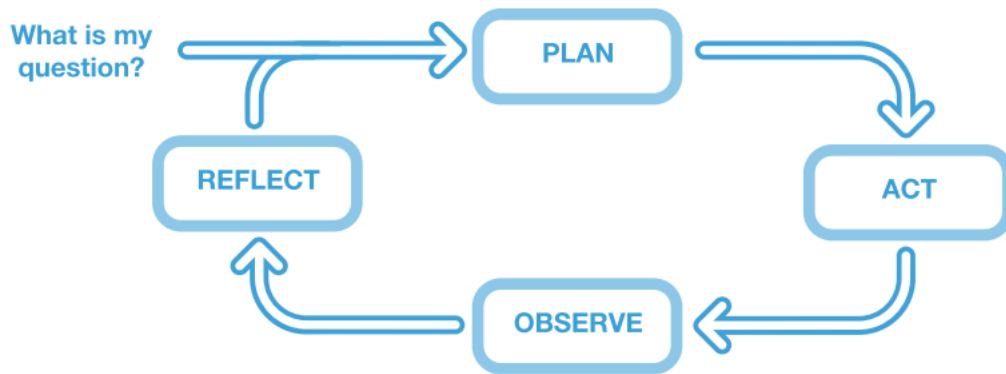 What is my
question?
PLAN
ACT
OBSERVE
REFLECT